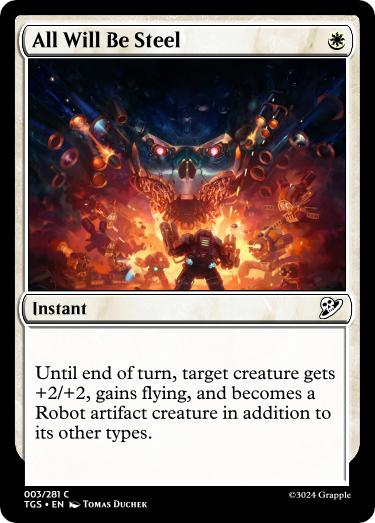 All Will Be Steel
Instant
Until end of turn, target creature gets
+2/+2, gains flying, and becomes a
Robot artifact creature in addition to
its other types.
003/281 C
TGS • EN Tomas Duchek
©3024 Grapple